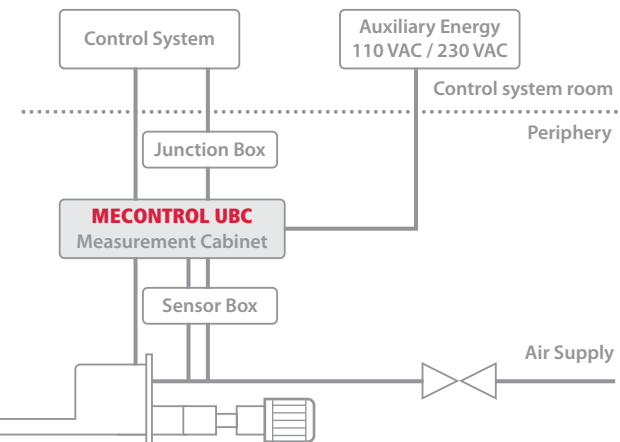 Control System
Auxiliary Energy
110 VAC / 230 VAC
Control system room
Periphery
Junction Box
MECONTROL UBC
Measurement Cabinet
Sensor Box
Air Supply